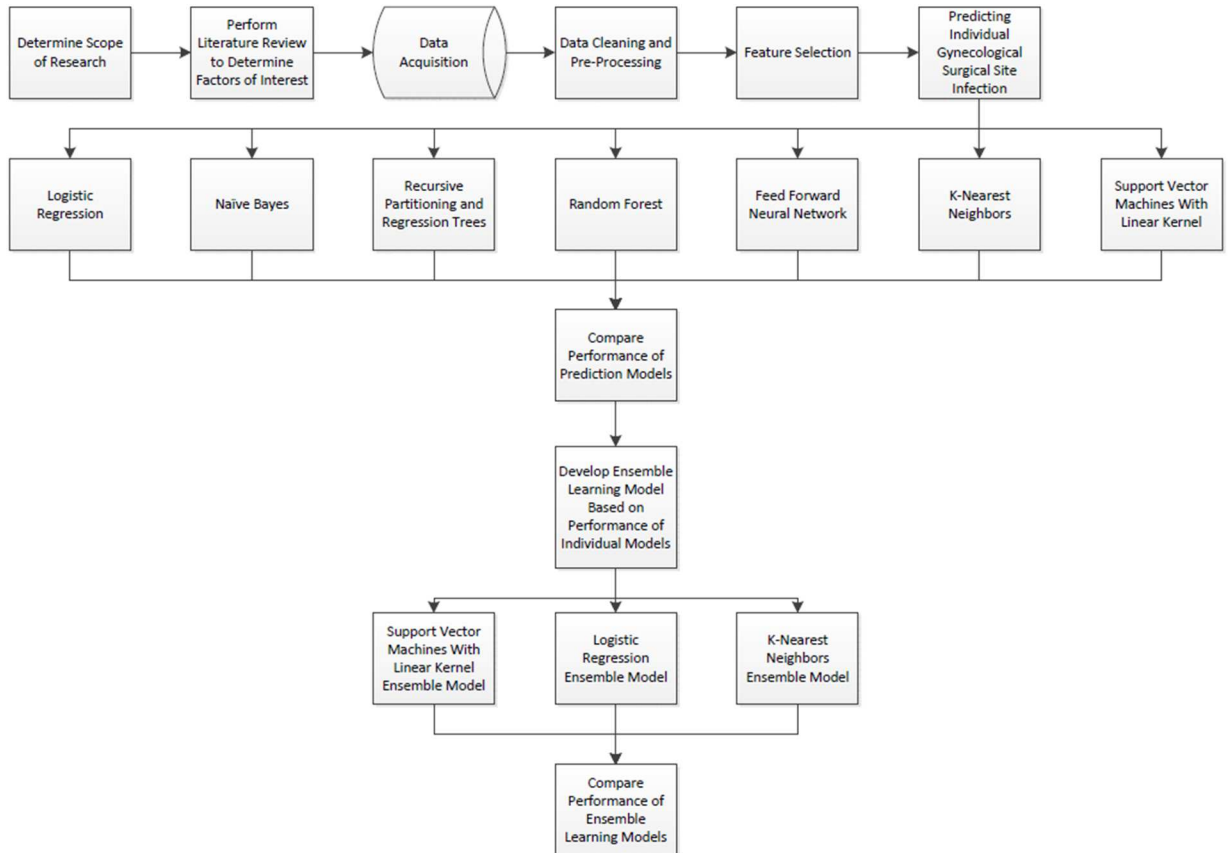 Determine Scope
of Research
Perform
Literature Review
to Determine
Factors of Interest
Data
Acquisition
Data Cleaning and
Pre-Processing
Feature Selection
Predicting
Individual
Gynecological
Surgical Site
Infection
Logistic
Regression
Naïve Bayes
Recursive
Partitioning and
Regression Trees
Random Forest
Feed Forward
Neural Network
K-Nearest
Neighbors
Support Vector
Machines With
Linear Kernel
Compare
Performance of
Prediction Models
Develop Ensemble
Learning Model
Based on
Performance of
Individual Models
Support Vector
Machines With
Linear Kernel
Ensemble Model
Logistic
Regression
Ensemble Model
K-Nearest
Neighbors
Ensemble Model
Compare
Performance of
Ensemble
Learning Models